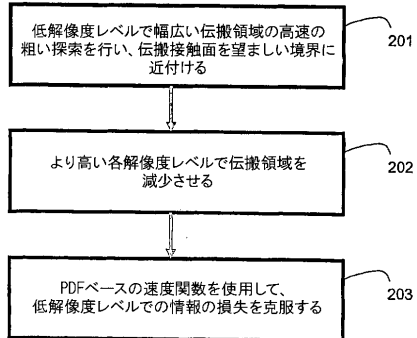 低解像度レベルで幅広い伝搬領域の高速の
粗い探索を行い、伝搬接触面を望ましい境界に
近付ける
201
より高い各解像度レベルで伝搬領域を
減少させる
202
PDFベースの速度関数を使用して、
低解像度レベルでの情報の損失を克服する
203